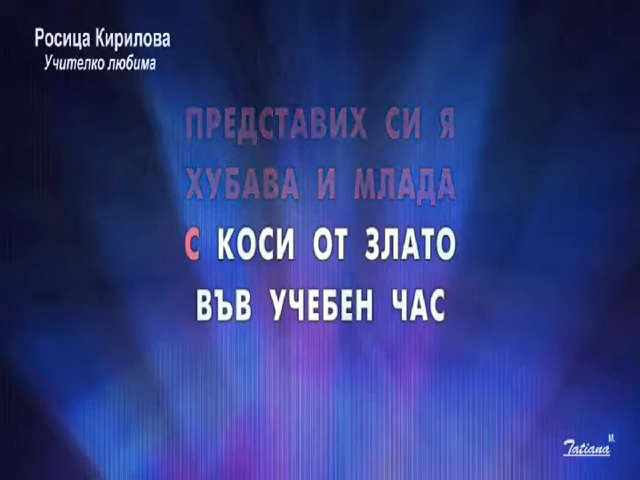 Росица Кирилова
Учителко любима
ПРЕДСТАВИХ СИ Я
ХУБАВА И МЛАДА
С КОСИ ОТ ЗЛАТО
ВЪВ УЧЕБЕН ЧАС
Tatiana M.